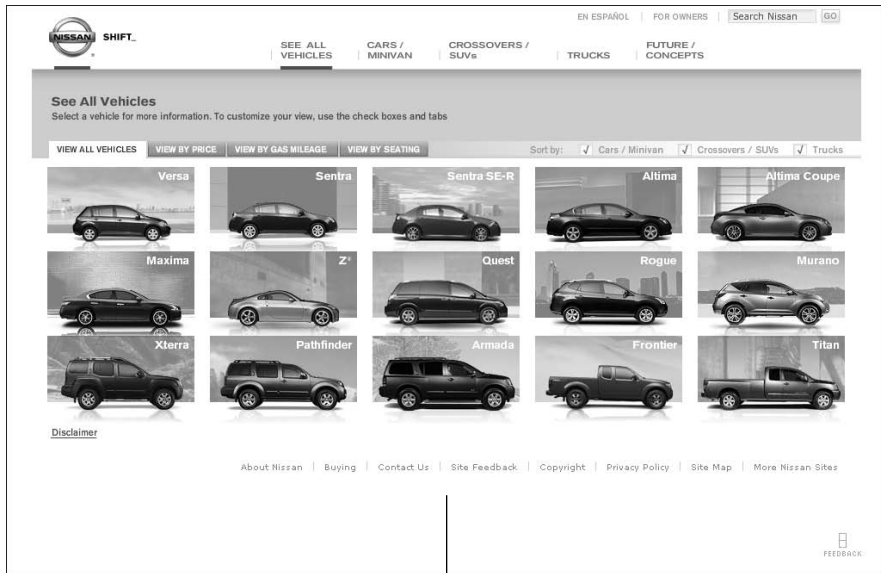 EN ESPAÑOL | FOR OWNERS | Search Nissan GO
NISSAN SHIFT_
SEE ALL VEHICLES | CARS / MINIVAN | CROSSOVERS / SUVs | TRUCKS | FUTURE / CONCEPTS
See All Vehicles
Select a vehicle for more information. To customize your view, use the check boxes and tabs
VIEW ALL VEHICLES VIEW BY PRICE VIEW BY GAS MILEAGE VIEW BY SEATING Sort by: Cars / Minivan Crossovers / SUVs Trucks
Versa Sentra Sentra SE-R Altima Altima Coupe
Maxima Z® Quest Rogue Murano
Xterra Pathfinder Armada Frontier Titan
Disclaimer
About Nissan | Buying | Contact Us | Site Feedback | Copyright | Privacy Policy | Site Map | More Nissan Sites
FEEDBACK